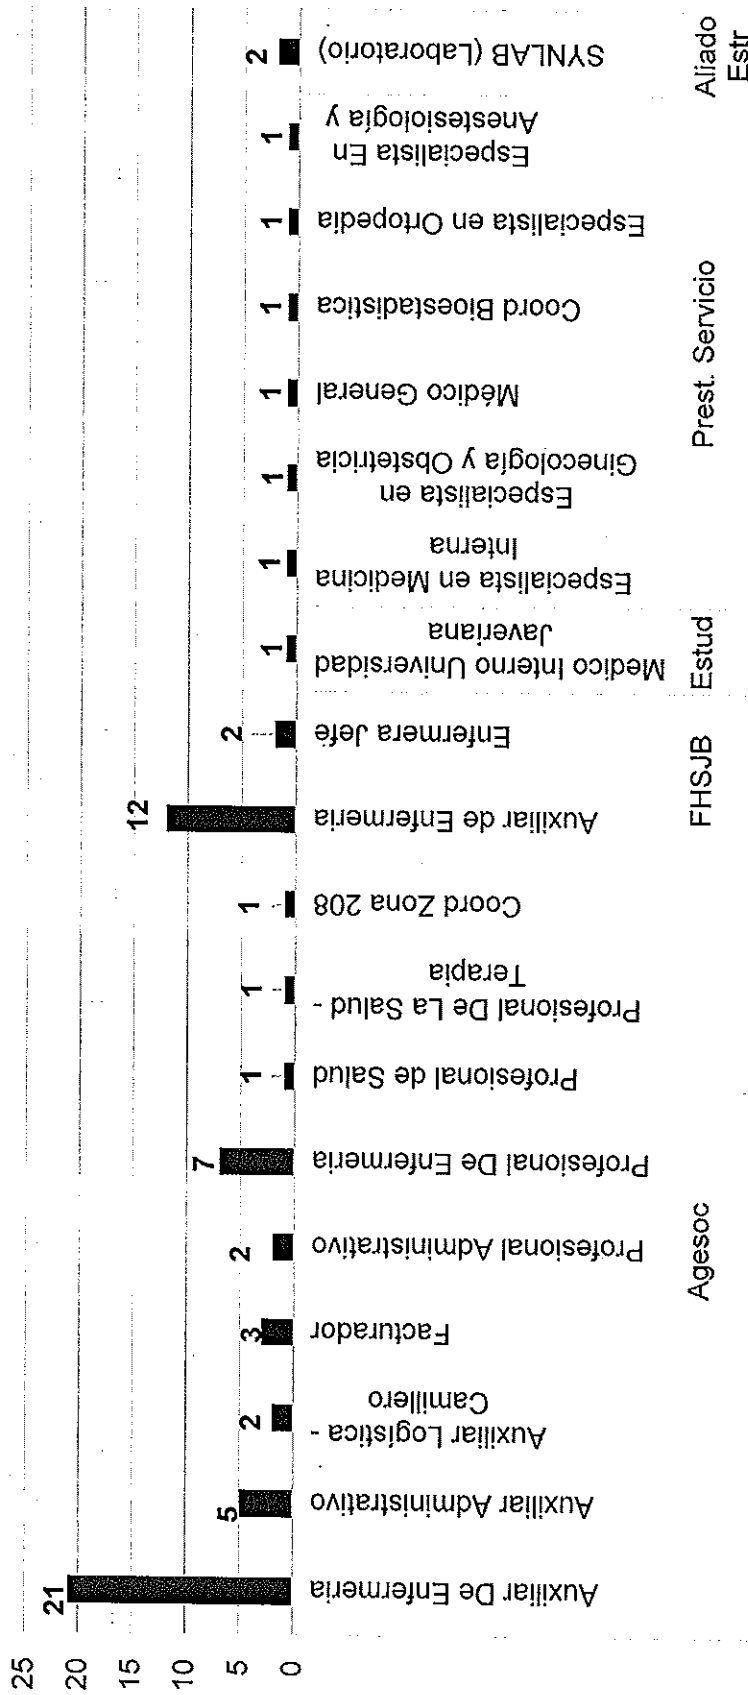 25
20
15
10
5
0
21
5
2
3
2
7
1
1
1
12
2
1
1
1
1
1
1
1
2
Auxiliar De Enfermeria
Auxiliar Administrativo
Auxiliar Logística -
Camillero
Facturador
Profesional Administrativo
Profesional De Enfermeria
Profesional de Salud
Profesional De La Salud -
Terapia
Coord Zona 208
Auxiliar de Enfermeria
Enfermera Jefe
Medico Interno Universidad
Javeriana
Especialista en Medicina
Interna
Especialista en
Ginecología y Obstetricia
Médico General
Coord Bioestadistica
Especialista en Ortopedia
Especialista En
Anestesiología y
SYNLAB (Laboratorio)
Agesoc
FHSJB
Estud
Prest. Servicio
Aliado
Estr